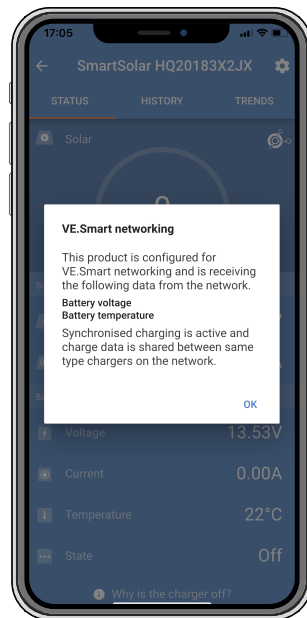 17:05
SmartSolar HQ20183X2JX
STATUS HISTORY TRENDS
Solar
VE.Smart networking
This product is configured for
VE.Smart networking and is receiving
the following data from the network.
Battery voltage
Battery temperature
Synchronised charging is active and
charge data is shared between same
type chargers on the network.
OK
Voltage 13.53V
Current 0.00A
Temperature 22°C
State Off
Why is the charger off?